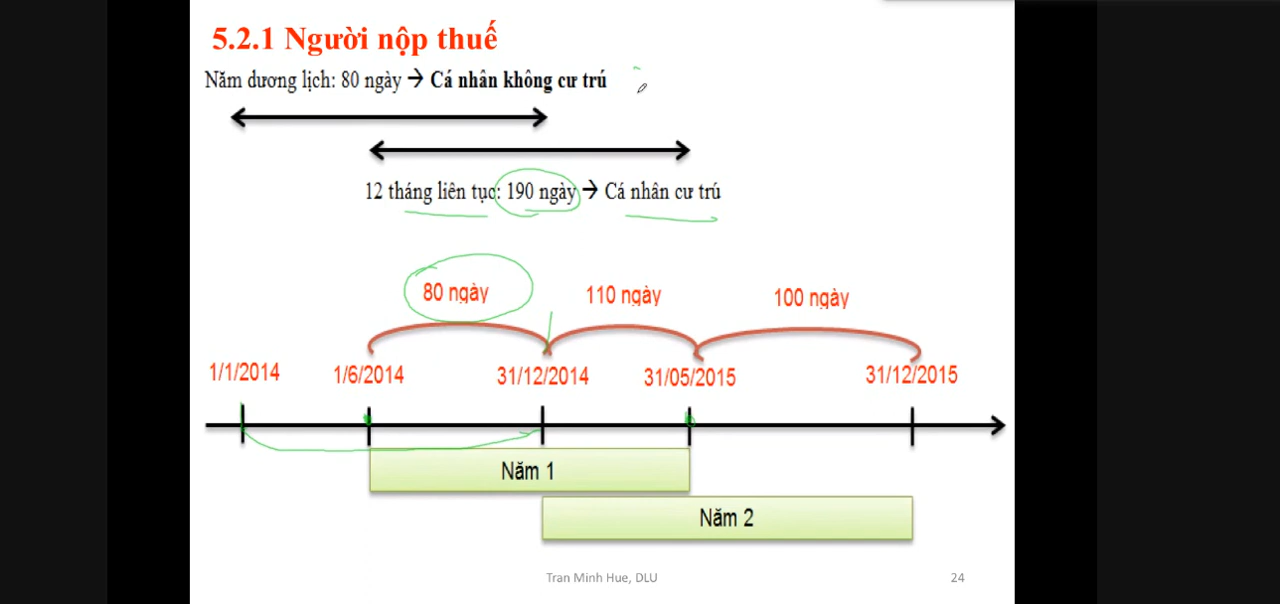 5.2.1 Người nộp thuế
Năm dương lịch: 80 ngày → Cá nhân không cư trú
12 tháng liên tục: 190 ngày → Cá nhân cư trú
80 ngày 110 ngày 100 ngày
1/1/2014 1/6/2014 31/12/2014 31/05/2015 31/12/2015
Năm 1
Năm 2
Tran Minh Hue, DLU 24